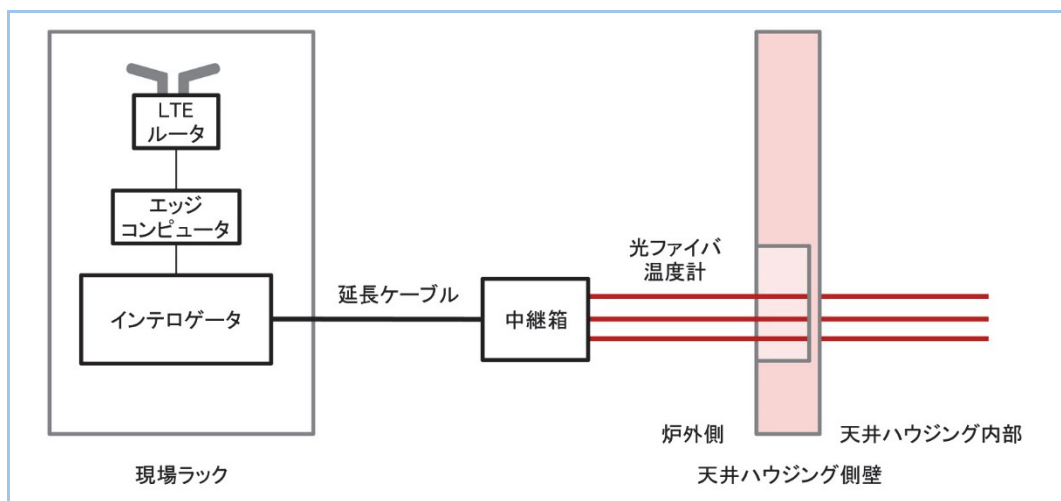 LTE
ルータ
エッジ
コンピュータ
インテロゲータ
延長ケーブル
中継箱
光ファイバ
温度計
炉外側
天井ハウジング内部
現場ラック
天井ハウジング側壁